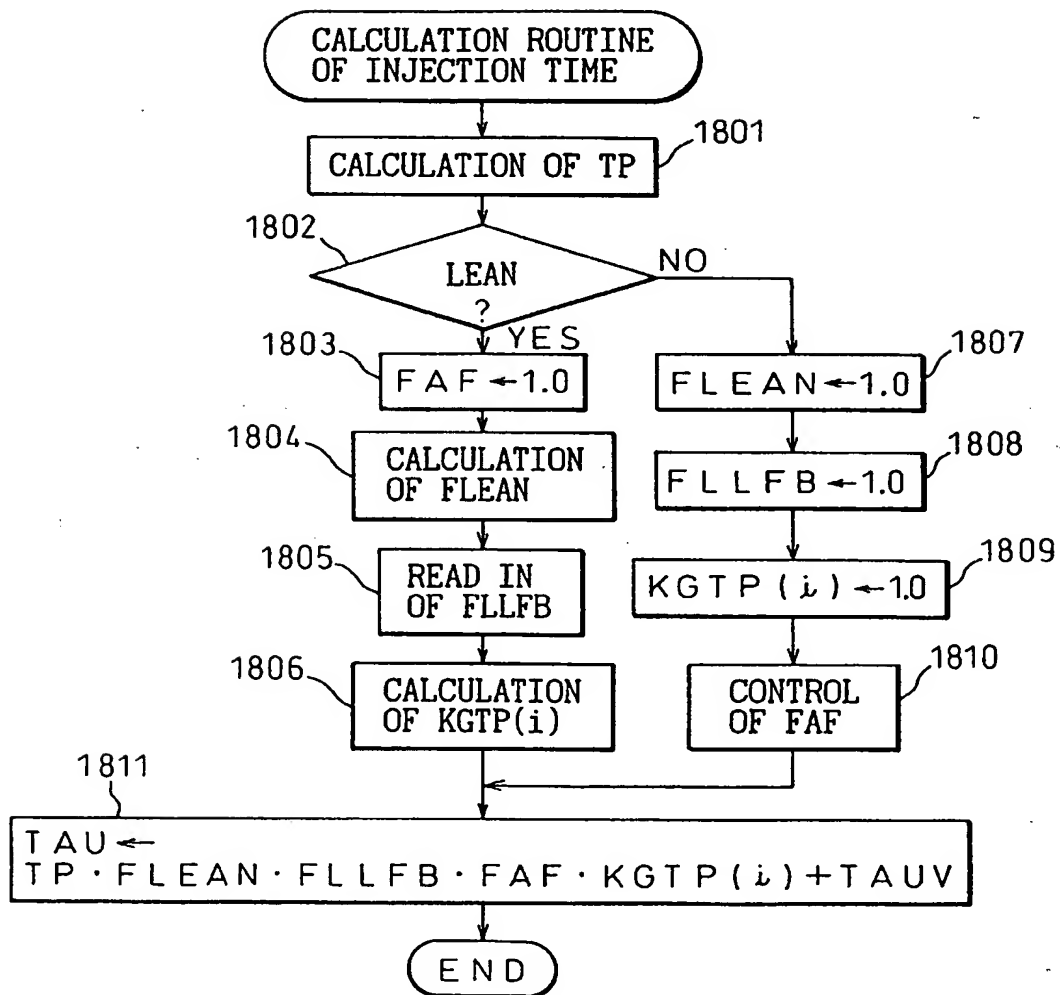 CALCULATION ROUTINE
OF INJECTION TIME
1801
CALCULATION OF TP
1802
LEAN
?
NO
YES
1803
FAF←1.0
1804
CALCULATION
OF FLEAN
1805
READ IN
OF FLLFB
1806
CALCULATION
OF KGTP(i)
1807
FLEAN←1.0
1808
FLLFB←1.0
1809
KGTP(i)←1.0
1810
CONTROL
OF FAF
1811
TAU←
TP·FLEAN·FLLFB·FAF·KGTP(i)+TAUV
END